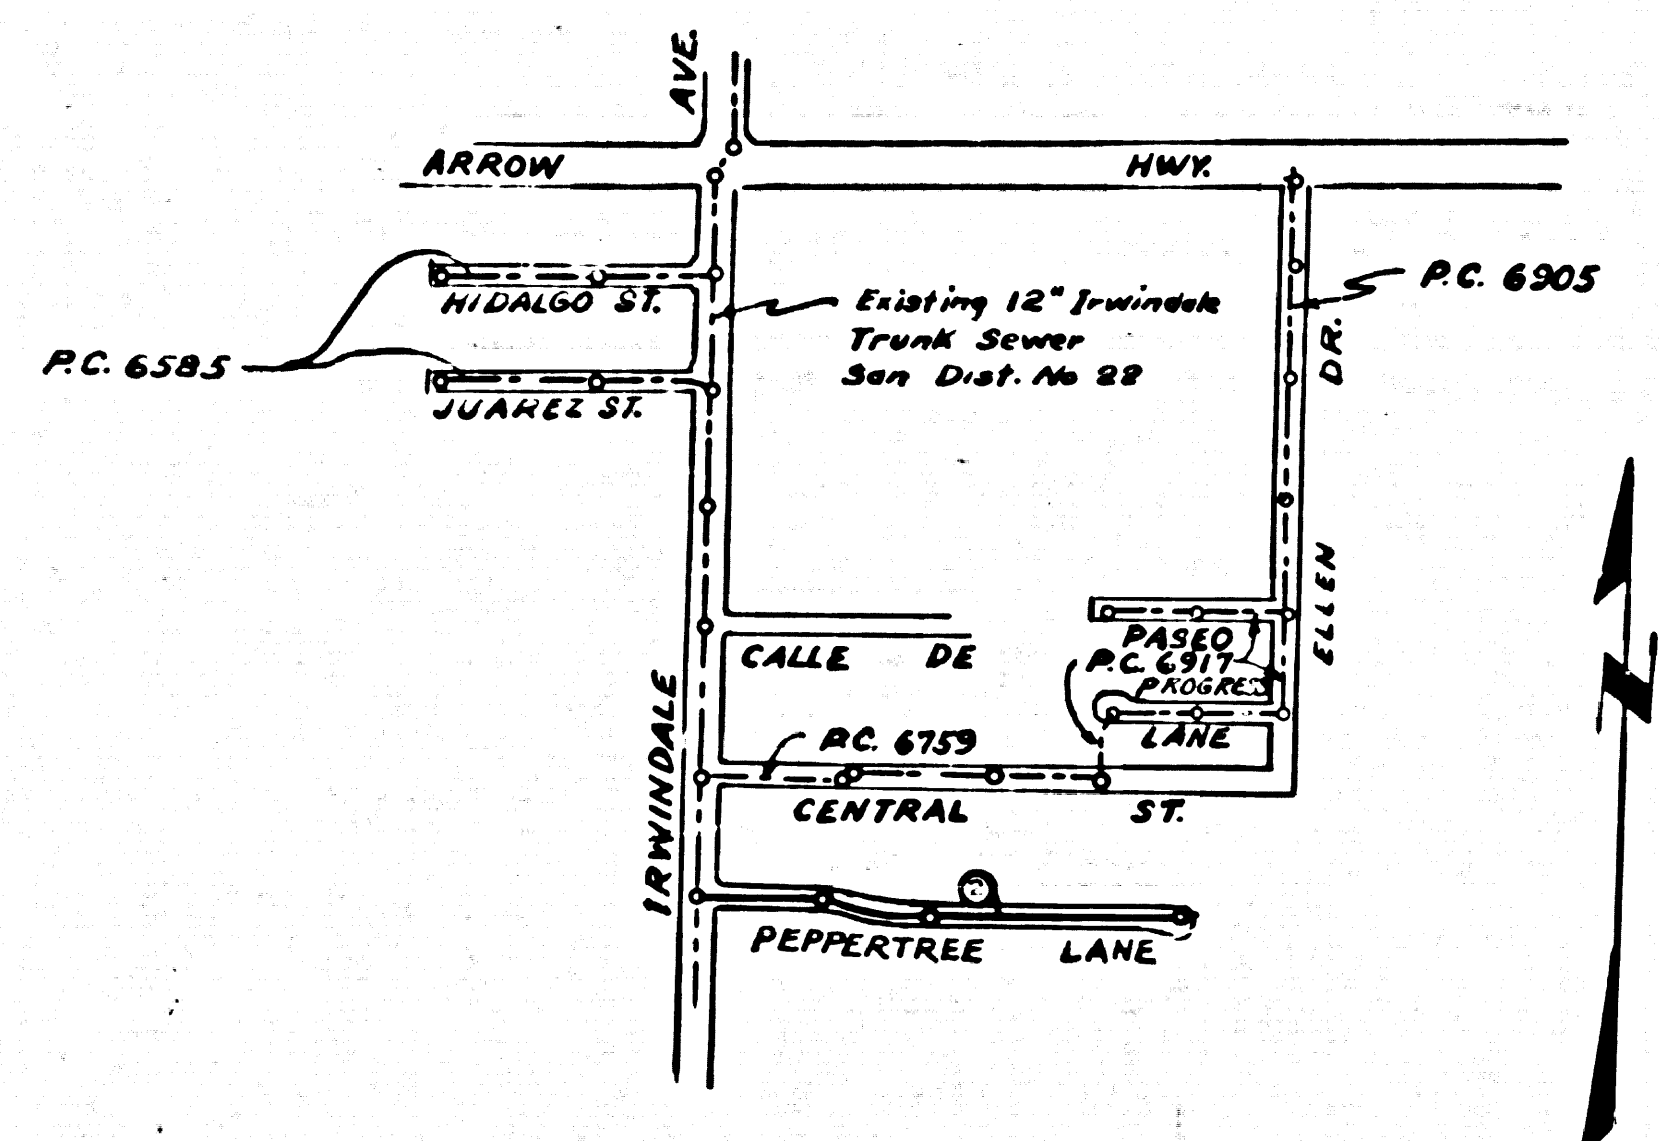 AVE.
ARROW HWY.
P.C. 6905
HIDALGO ST.
Existing 12" Irwindale
Trunk Sewer
San Dist. No 22
DR.
P.C. 6585
JUAREZ ST.
ELLEN
PASEO
CALLE DE
P.C. 6917
PROGRESS
LANE
IRWINDALE
P.C. 6759
CENTRAL ST.
2
PEPPERTREE LANE
N